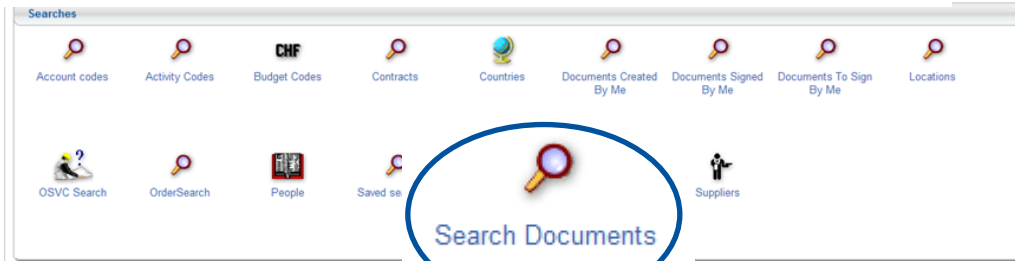 Searches
CHF
Account codes
Activity Codes
Budget Codes
Contracts
Countries
Documents Created
By Me
Documents Signed
By Me
Documents To Sign
By Me
Locations
?
OSVC Search
OrderSearch
People
Saved
Search Documents
Suppliers